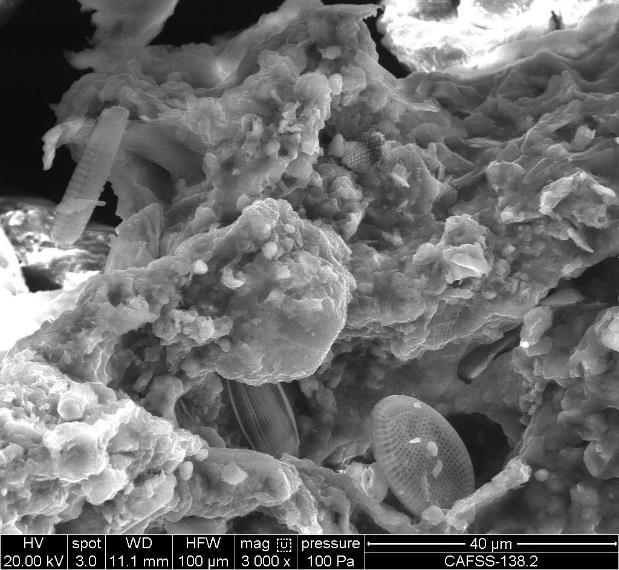 HV spot WD HFW mag pressure 40 µm
20.00 kV 3.0 11.1 mm 100 µm 3 000 x 100 Pa CAFSS-138.2